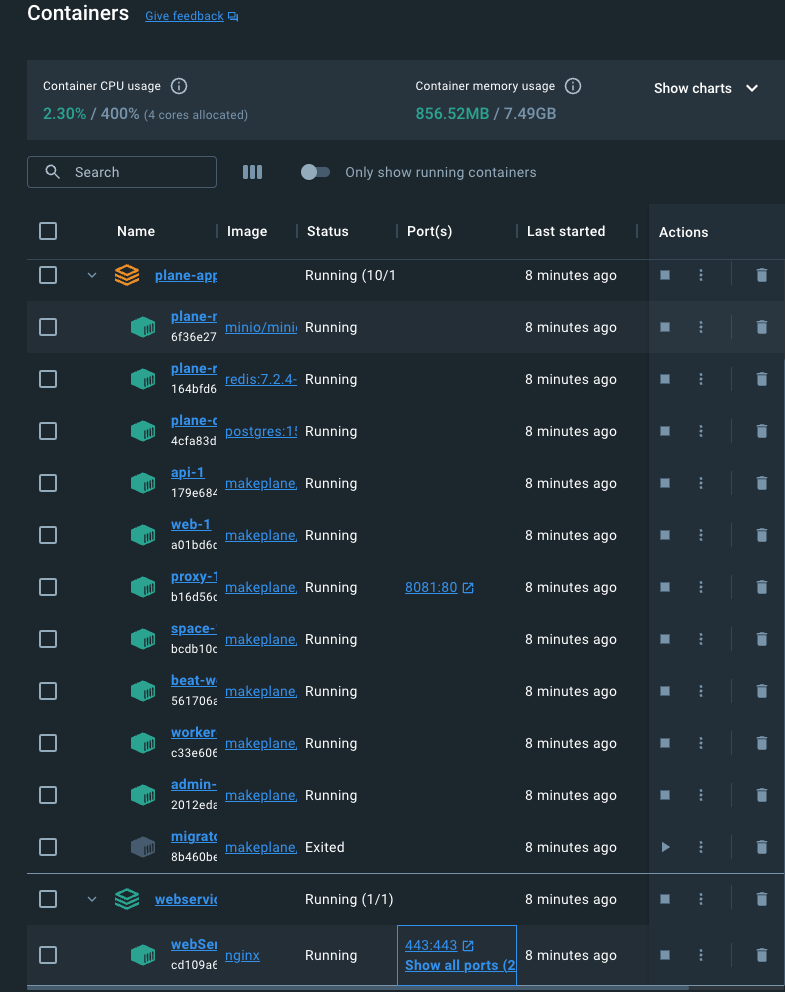 Containers Give feedback
Container CPU usage
2.30% / 400% (4 cores allocated)
Container memory usage
856.52MB / 7.49GB
Show charts
Search
Only show running containers
Name Image Status Port(s) Last started Actions
plane-app Running (10/1 8 minutes ago
plane-m
6f36e27 minio/minio Running 8 minutes ago
plane-r
164bfd6 redis:7.2.4- Running 8 minutes ago
plane-d
4cfa83d postgres:15 Running 8 minutes ago
api-1
179e684 makeplane/ Running 8 minutes ago
web-1
a01bd6c makeplane/ Running 8 minutes ago
proxy-1
b16d56c makeplane/ Running 8081:80 8 minutes ago
space-
bcdb10c makeplane/ Running 8 minutes ago
beat-w
561706a makeplane/ Running 8 minutes ago
worker
c33e606 makeplane/ Running 8 minutes ago
admin-
2012eda makeplane/ Running 8 minutes ago
migrato
8b460be makeplane/ Exited 8 minutes ago
webservic Running (1/1) 8 minutes ago
webSer
cd109a6 nginx Running 443:443 8 minutes ago
Show all ports (2